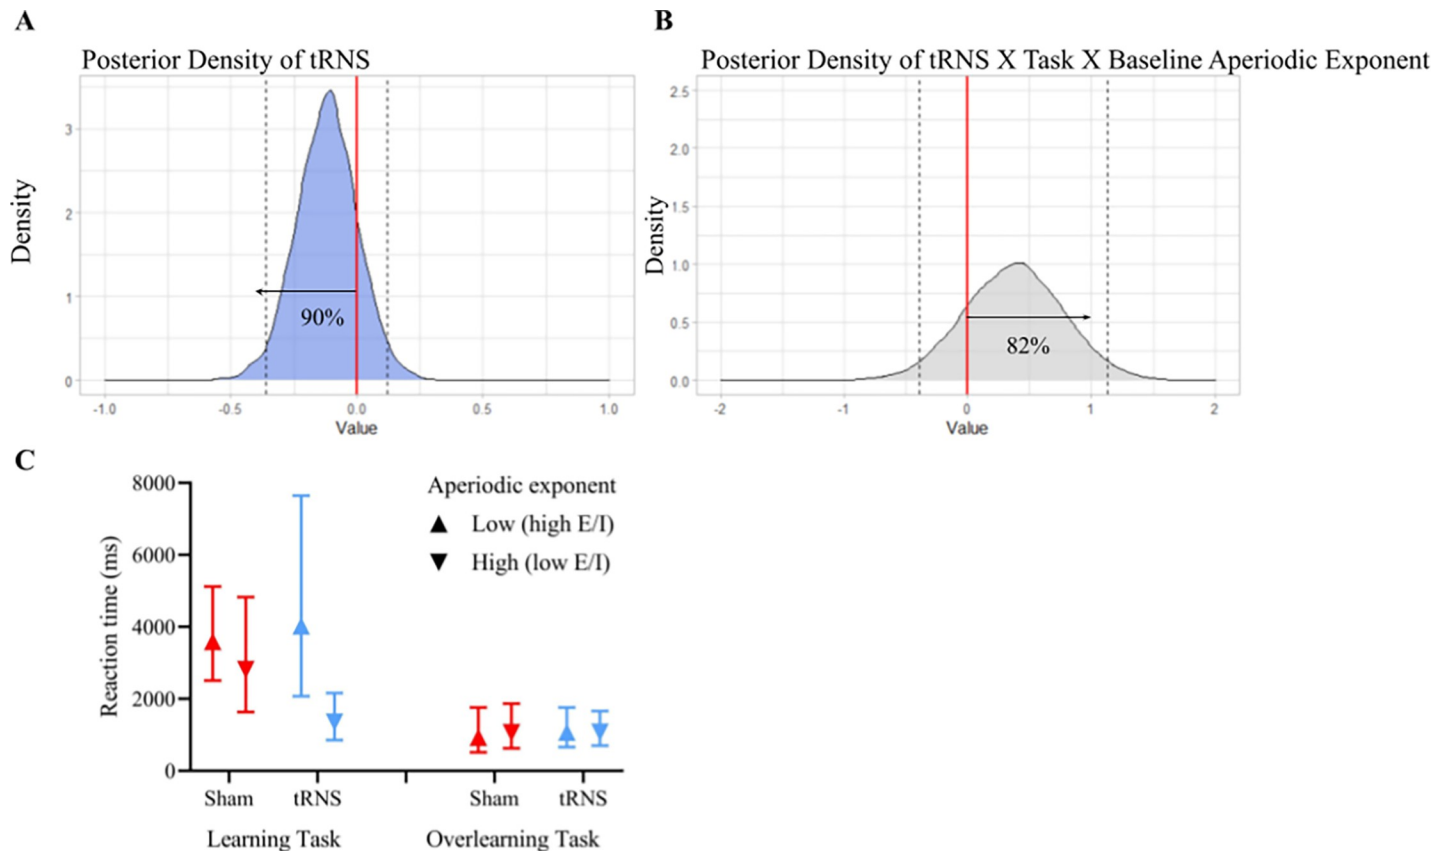 A
Posterior Density of tRNS
Density
3
2
1
0
90%
-1.0 -0.5 0.0 0.5 1.0
Value
B
Posterior Density of tRNS X Task X Baseline Aperiodic Exponent
Density
2.5
2.0
1.5
1.0
0.5
0.0
82%
-2 -1 0 1 2
Value
C
Reaction time (ms)
8000
6000
4000
2000
0
Aperiodic exponent
Low (high E/I)
High (low E/I)
Sham tRNS Sham tRNS
Learning Task Overlearning Task